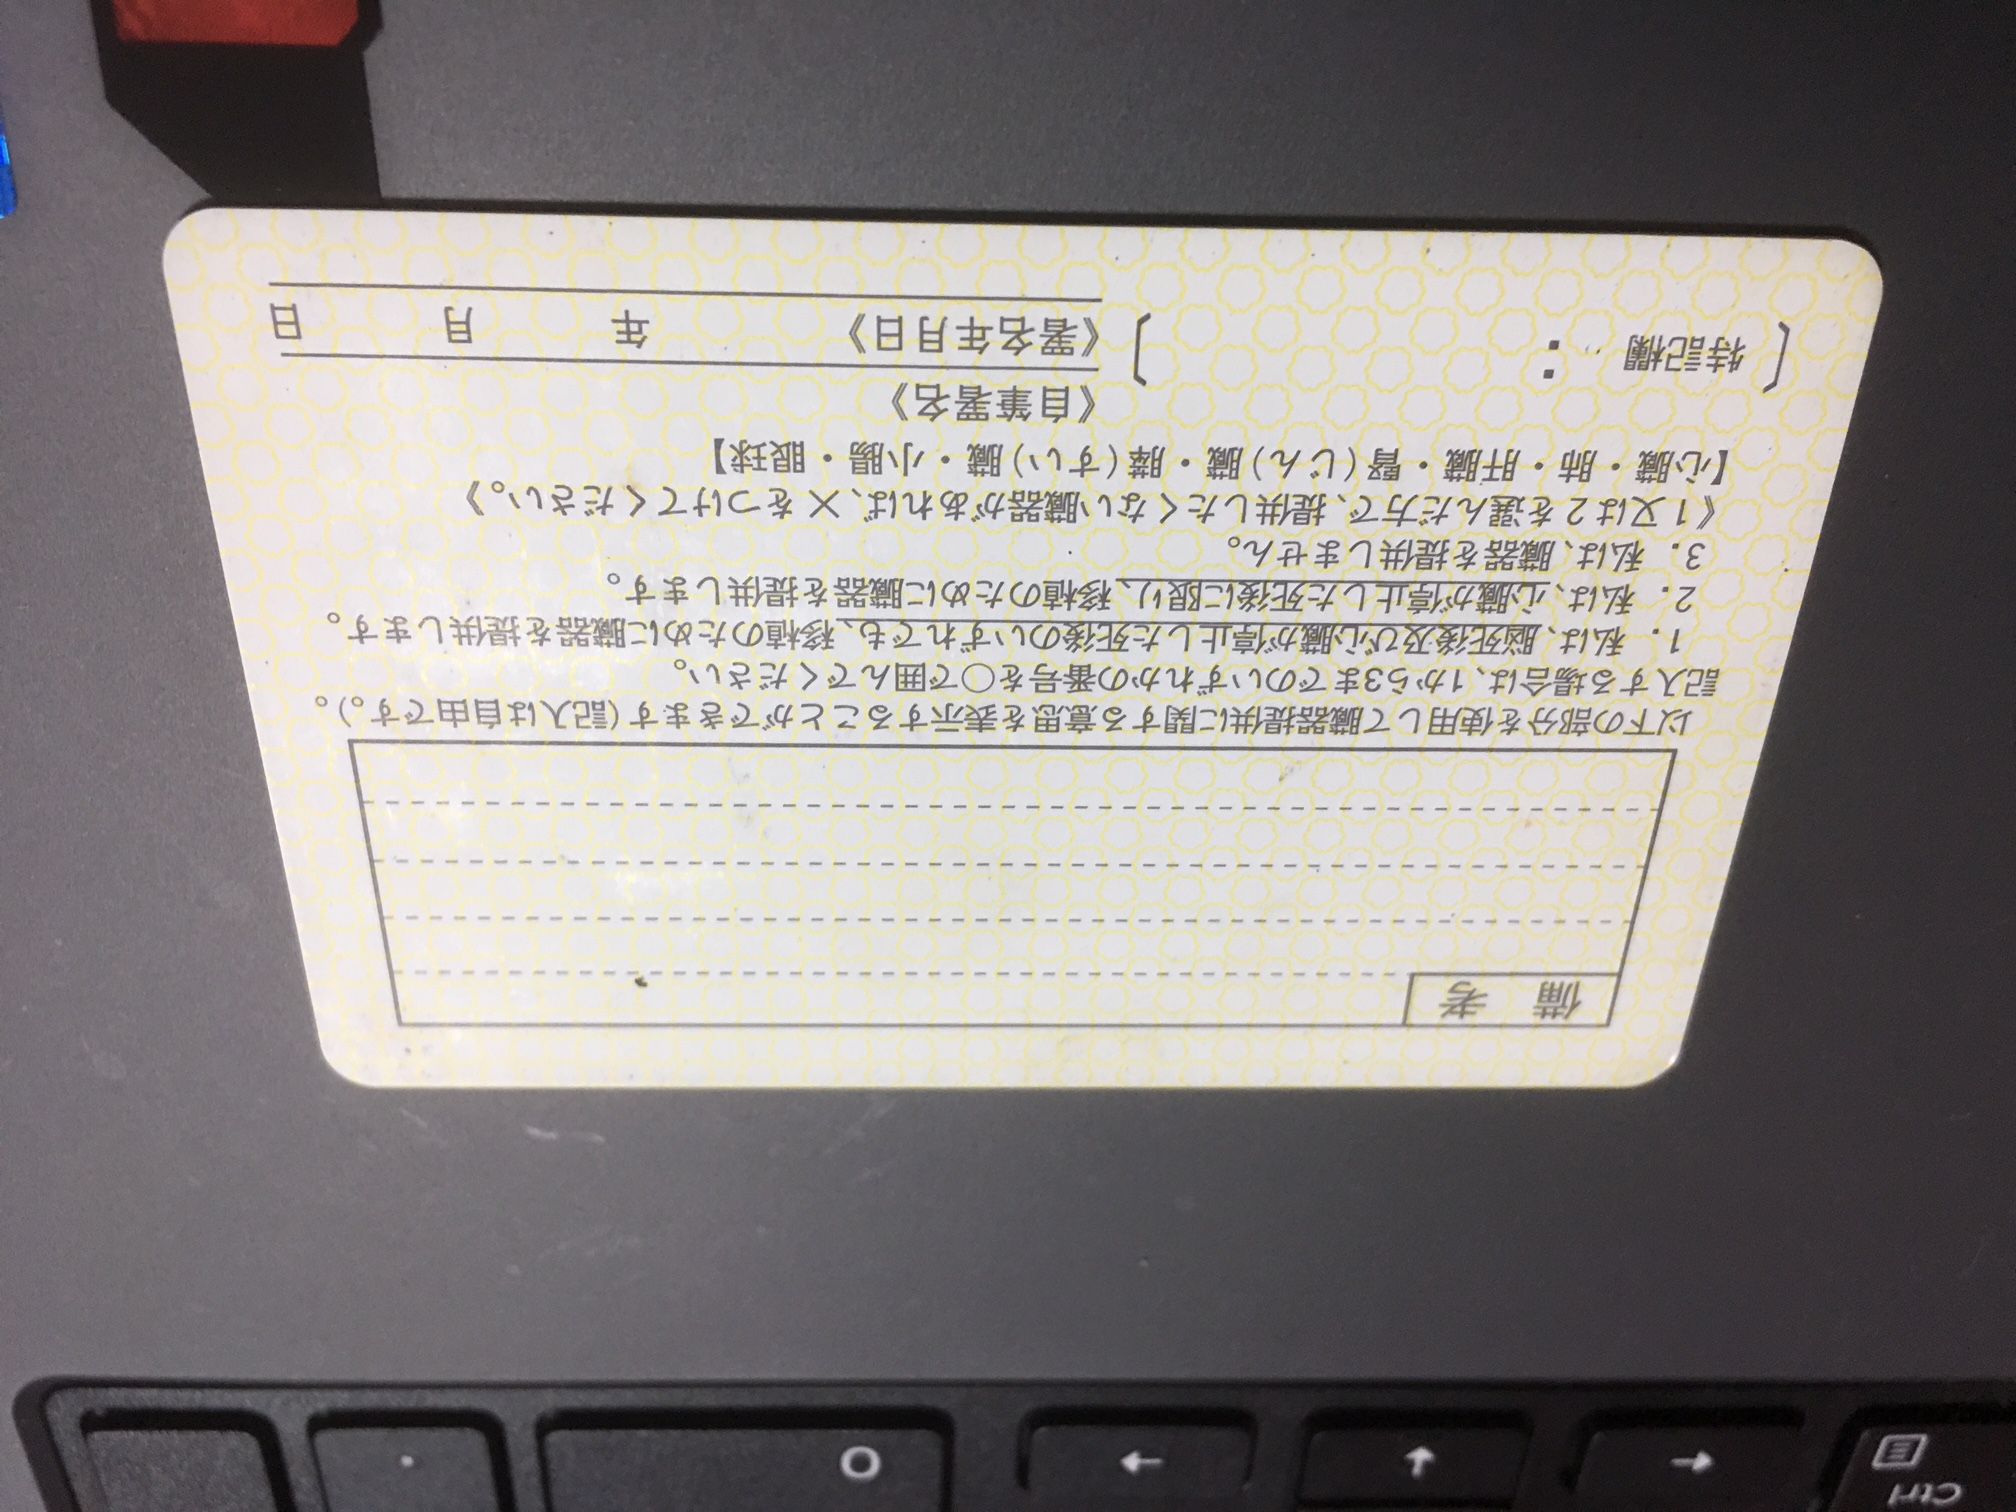 Ctrl
← ↓ → 0 .
備 考
以下の部分を使用して臓器提供に関する意思を表示することができます(記入は自由です。)。
記入する場合は、1から3までのいずれかの番号を○で囲んでください。
1. 私は、脳死後及び心臓が停止した死後のいずれでも、移植のために臓器を提供します。
2. 私は、心臓が停止した死後に限り、移植のために臓器を提供します。
3. 私は、臓器を提供しません。
《1又は2を選んだ方で、提供したくない臓器があれば、×をつけてください。》
【心臓・肺・肝臓・腎(じん)臓・膵(すい)臓・小腸・眼球】
〔特記欄 : 〕
《自筆署名》
《署名年月日》 年 月 日